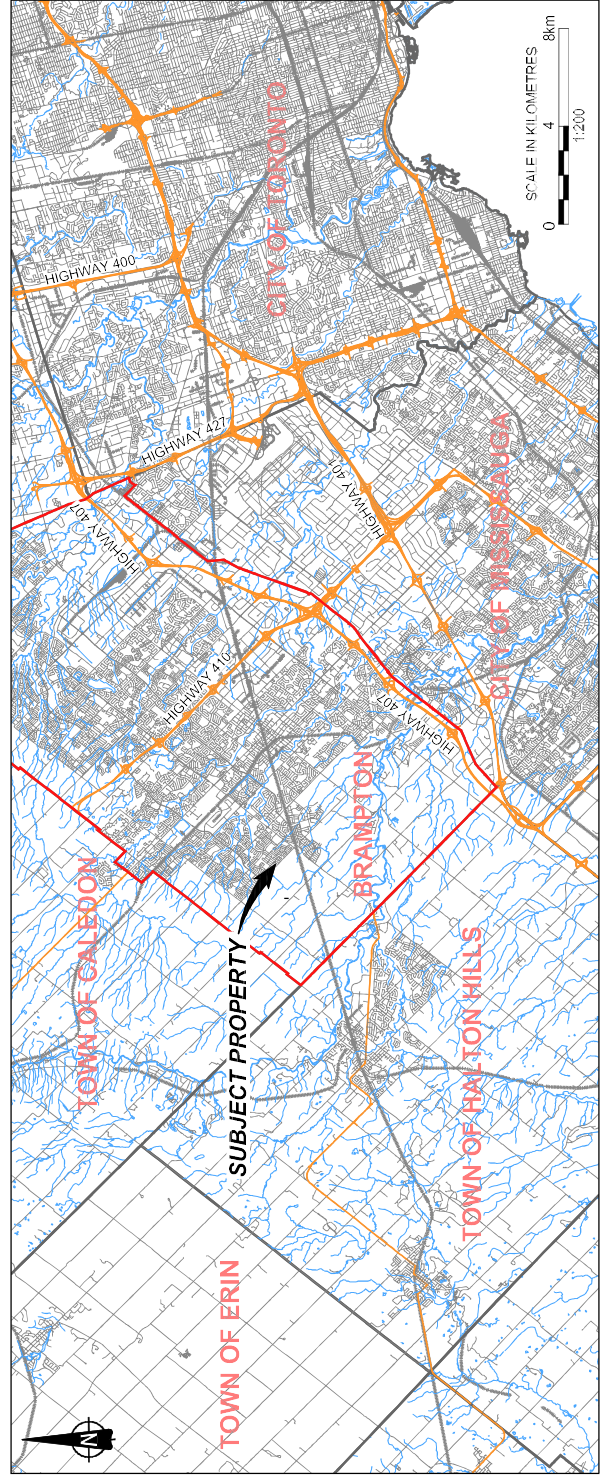 HIGHWAY 400
CITY OF TORONTO
8km
4
0
SCALE IN KILOMETRES
1:200
HIGHWAY 427
HIGHWAY 407
HIGHWAY 401
HIGHWAY 410
CITY OF MISSISSAUGA
HIGHWAY 407
BRAMPTON
TOWN OF CALEDON
SUBJECT PROPERTY
TOWN OF HALTON HILLS
TOWN OF ERIN
N